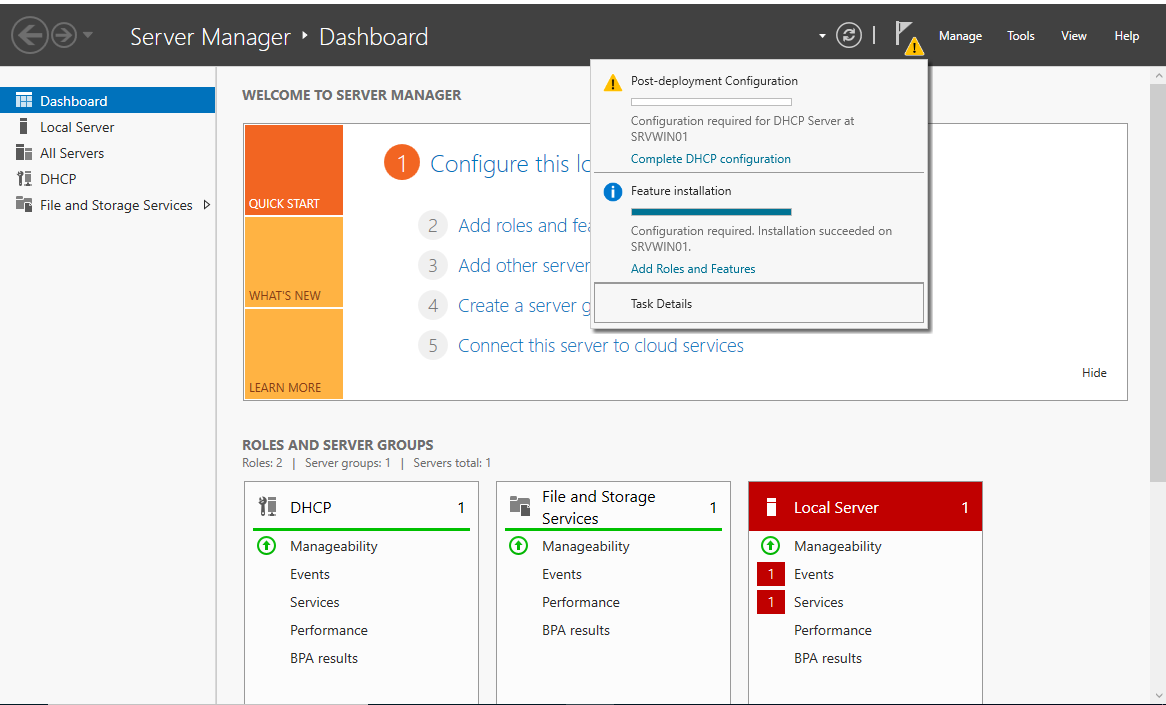 Server Manager ‣ Dashboard
Manage Tools View Help
Dashboard
Local Server
All Servers
DHCP
File and Storage Services
WELCOME TO SERVER MANAGER
QUICK START
WHAT'S NEW
LEARN MORE
1 Configure this lo
2 Add roles and fea
3 Add other server
4 Create a server g
5 Connect this server to cloud services
Hide
Post-deployment Configuration
Configuration required for DHCP Server at
SRVWIN01
Complete DHCP configuration
Feature installation
Configuration required. Installation succeeded on
SRVWIN01.
Add Roles and Features
Task Details
ROLES AND SERVER GROUPS
Roles: 2 | Server groups: 1 | Servers total: 1
DHCP 1
Manageability
Events
Services
Performance
BPA results
File and Storage
Services 1
Manageability
Events
Performance
BPA results
Local Server 1
Manageability
1 Events
1 Services
Performance
BPA results